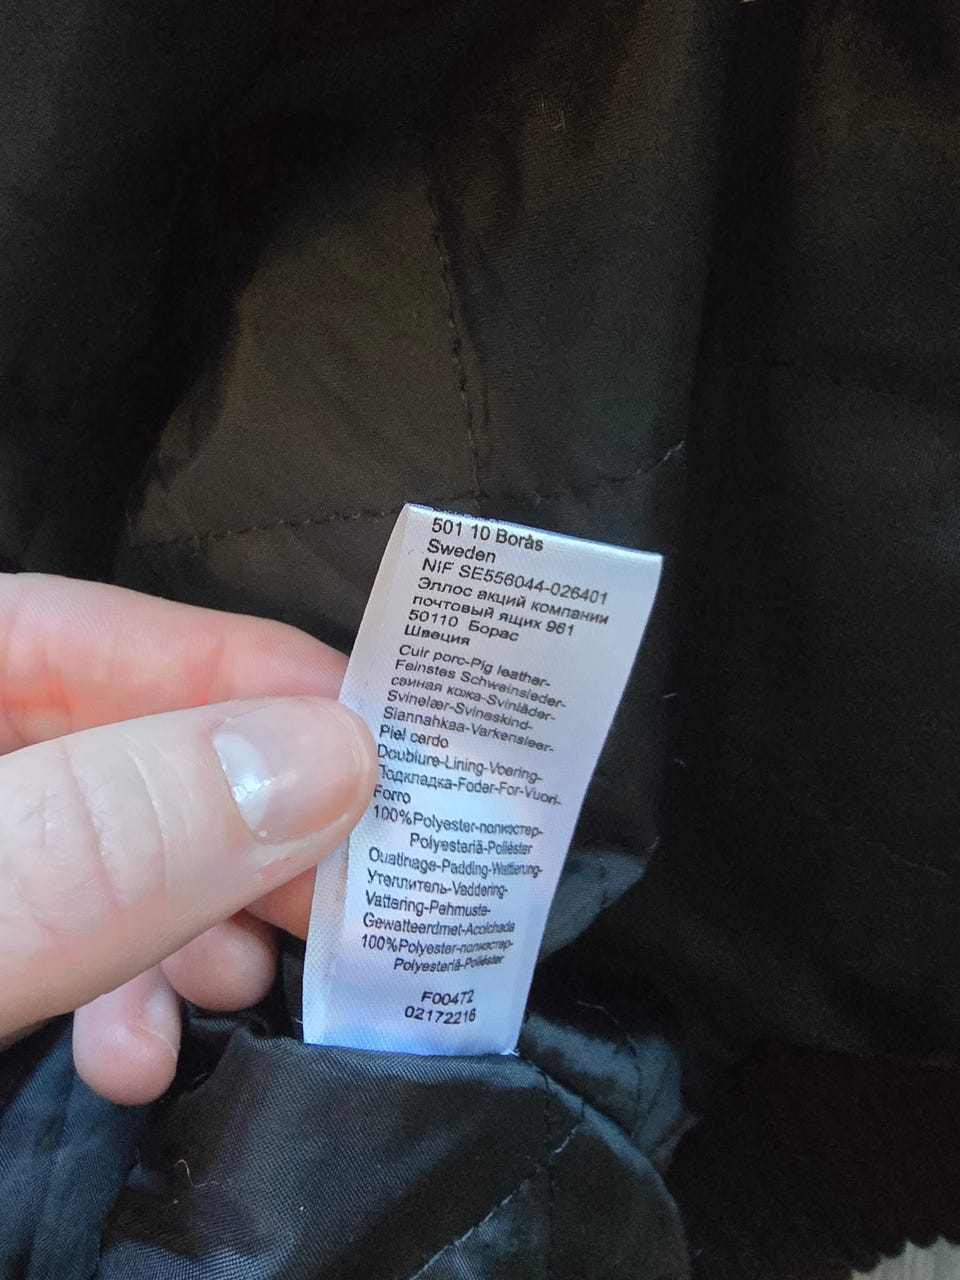 501 10 Borås
Sweden
NIF SE556044-026401
Эллос акций компании
почтовый ящик 961
50110 Борас
Швеция
Cuir porc-Pig leather-
Feinstes Schweinsleder-
свиная кожа-Svinläder-
Svinelær-Svineskind-
Siannahkaa-Varkensleer-
Piel cerdo
Doublure-Lining-Voering-
Подкладка-Foder-For-Vuori-
Forro
100%Polyester-полиэстер-
Polyesteriä-Poliéster
Ouatinage-Padding-Wattierung-
Утеплитель-Vaddering-
Vattering-Pehmuste-
Gewatteerdmet-Acolchada
100%Polyester-полиэстер-
Polyesteriä-Poliéster
F00472
02172216